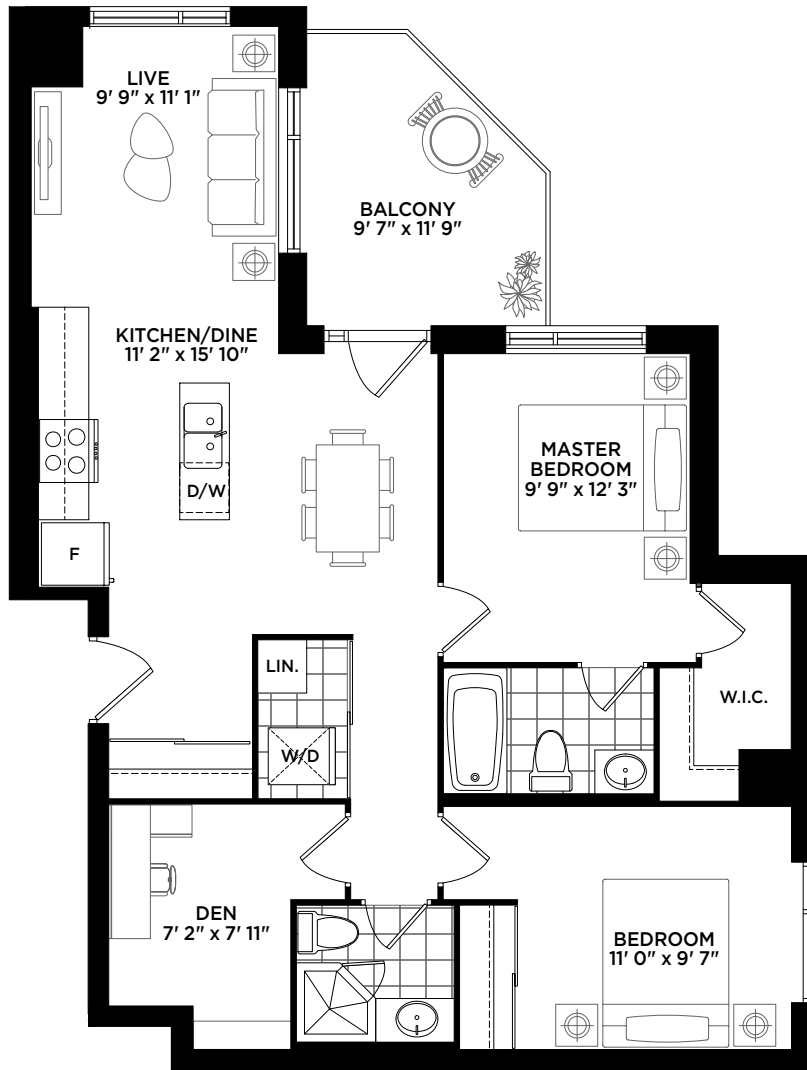 LIVE
9' 9" x 11' 1"
BALCONY
9' 7" x 11' 9"
KITCHEN/DINE
11' 2" x 15' 10"
MASTER
BEDROOM
9' 9" x 12' 3"
D/W
F
LIN.
W.I.C.
W/D
DEN
7' 2" x 7' 11"
BEDROOM
11' 0" x 9' 7"